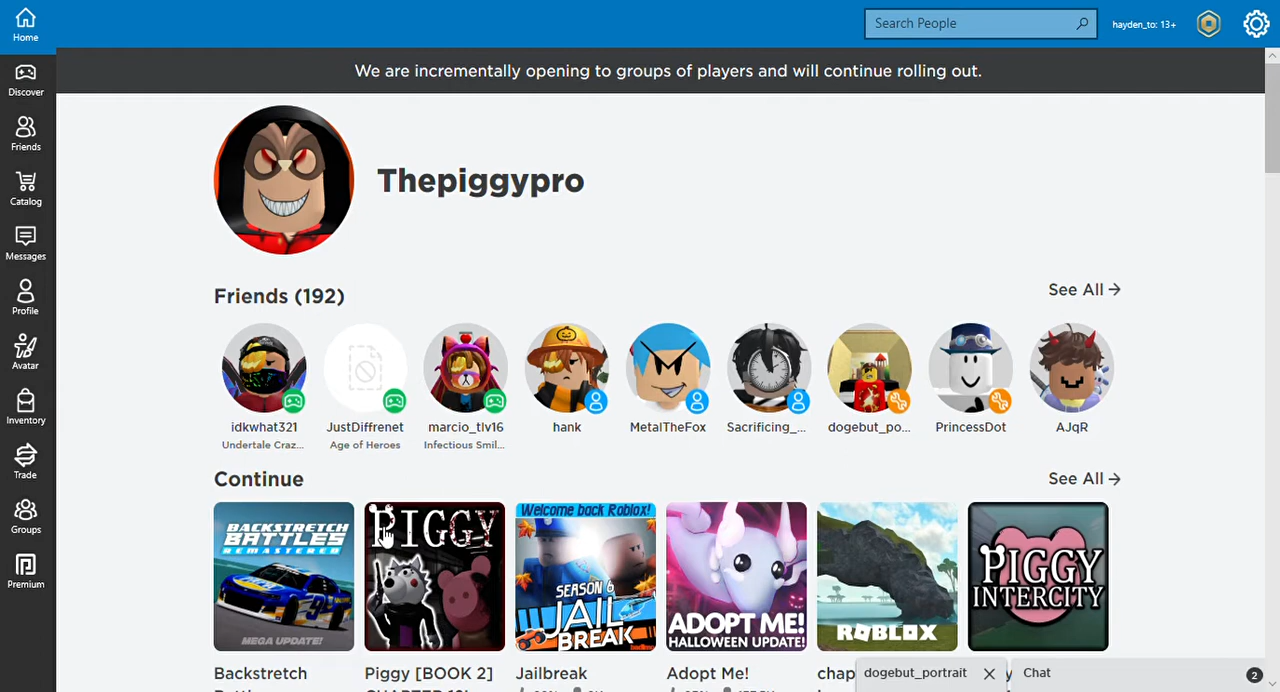 Home
Search People
hayden_to: 13+
We are incrementally opening to groups of players and will continue rolling out.
Discover
Friends
Catalog
Messages
Profile
Avatar
Inventory
Trade
Groups
Premium
Thepiggypro
Friends (192)
See All
idkwhat321
JustDiffrenet
marcio_tlv16
hank
MetalTheFox
Sacrificing_...
dogebut_po...
PrincessDot
AJqR
Undertale Craz...
Age of Heroes
Infectious Smil...
Continue
See All
BACKSTRETCH
BATTLES
REMASTERED
MEGA UPDATE!
PIGGY
Welcome back Roblox!
SEASON 6
JAIL
BREAK
ADOPT ME!
HALLOWEEN UPDATE!
ROBLOX
PIGGY
INTERCITY
Backstretch
Piggy [BOOK 2]
Jailbreak
Adopt Me!
chap
dogebut_portrait
Chat
2